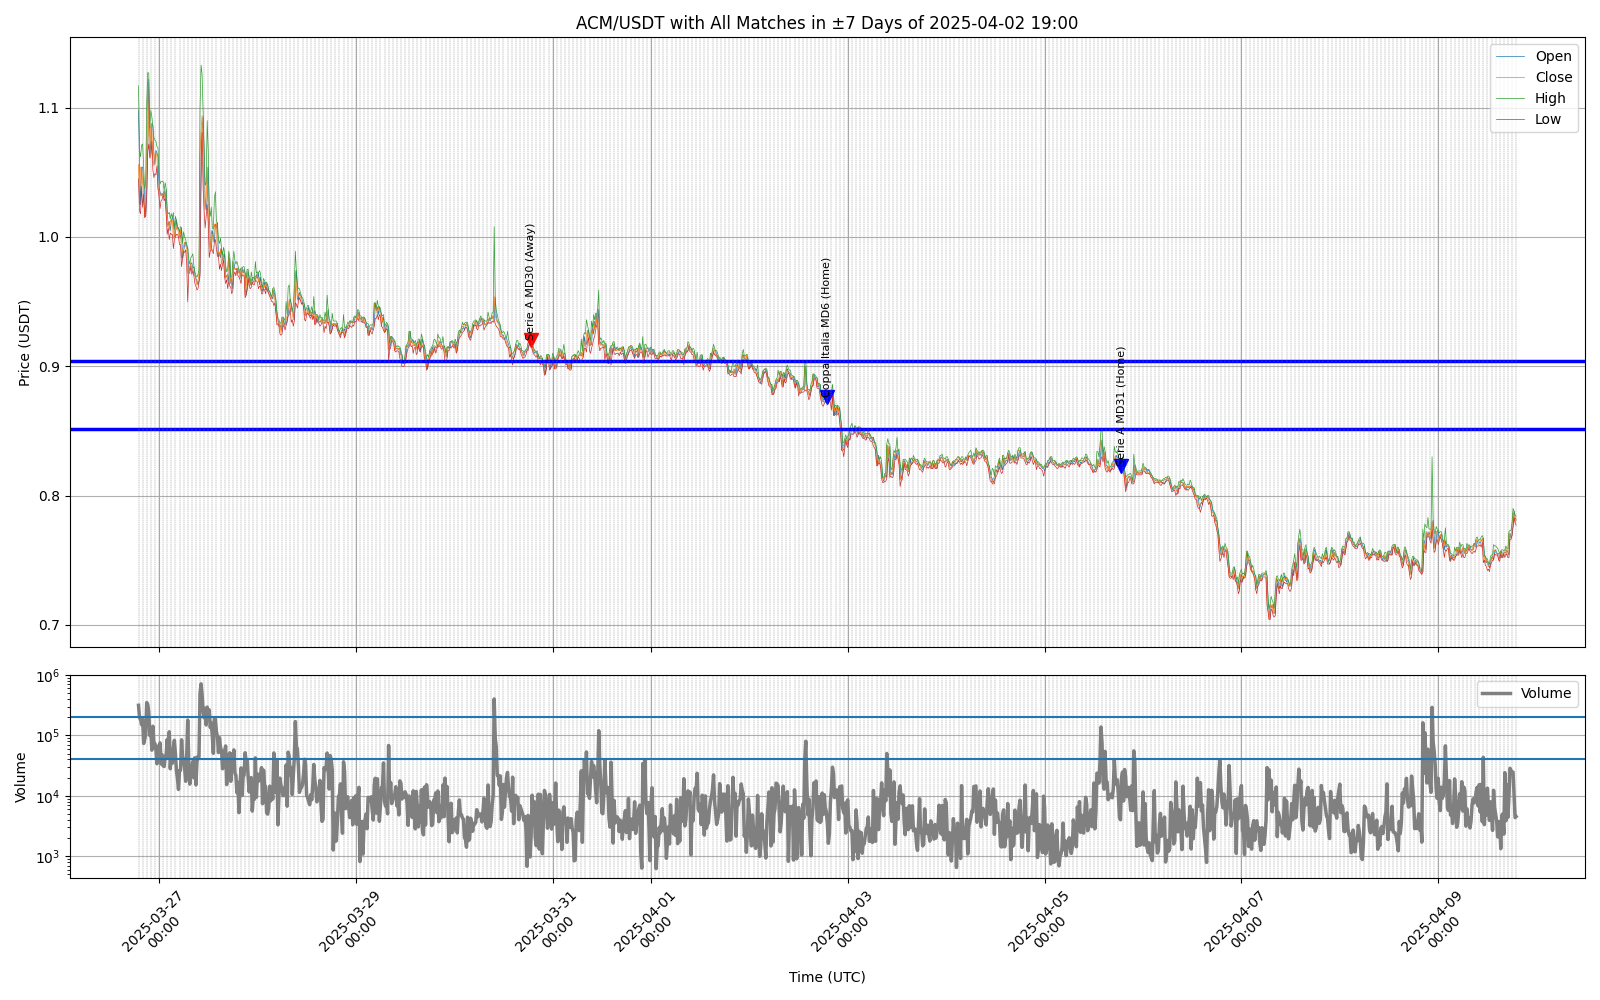 ACM/USDT with All Matches in ±7 Days of 2025-04-02 19:00
Open
Close
High
Low
1.1
1.0
0.9
0.8
0.7
Price (USDT)
Serie A MD30 (Away)
Coppa Italia MD6 (Home)
Serie A MD31 (Home)
Volume
10⁶
10⁵
10⁴
10³
Volume
2025-03-27
00:00
2025-03-29
00:00
2025-03-31
00:00
2025-04-01
00:00
2025-04-03
00:00
2025-04-05
00:00
2025-04-07
00:00
2025-04-09
00:00
Time (UTC)